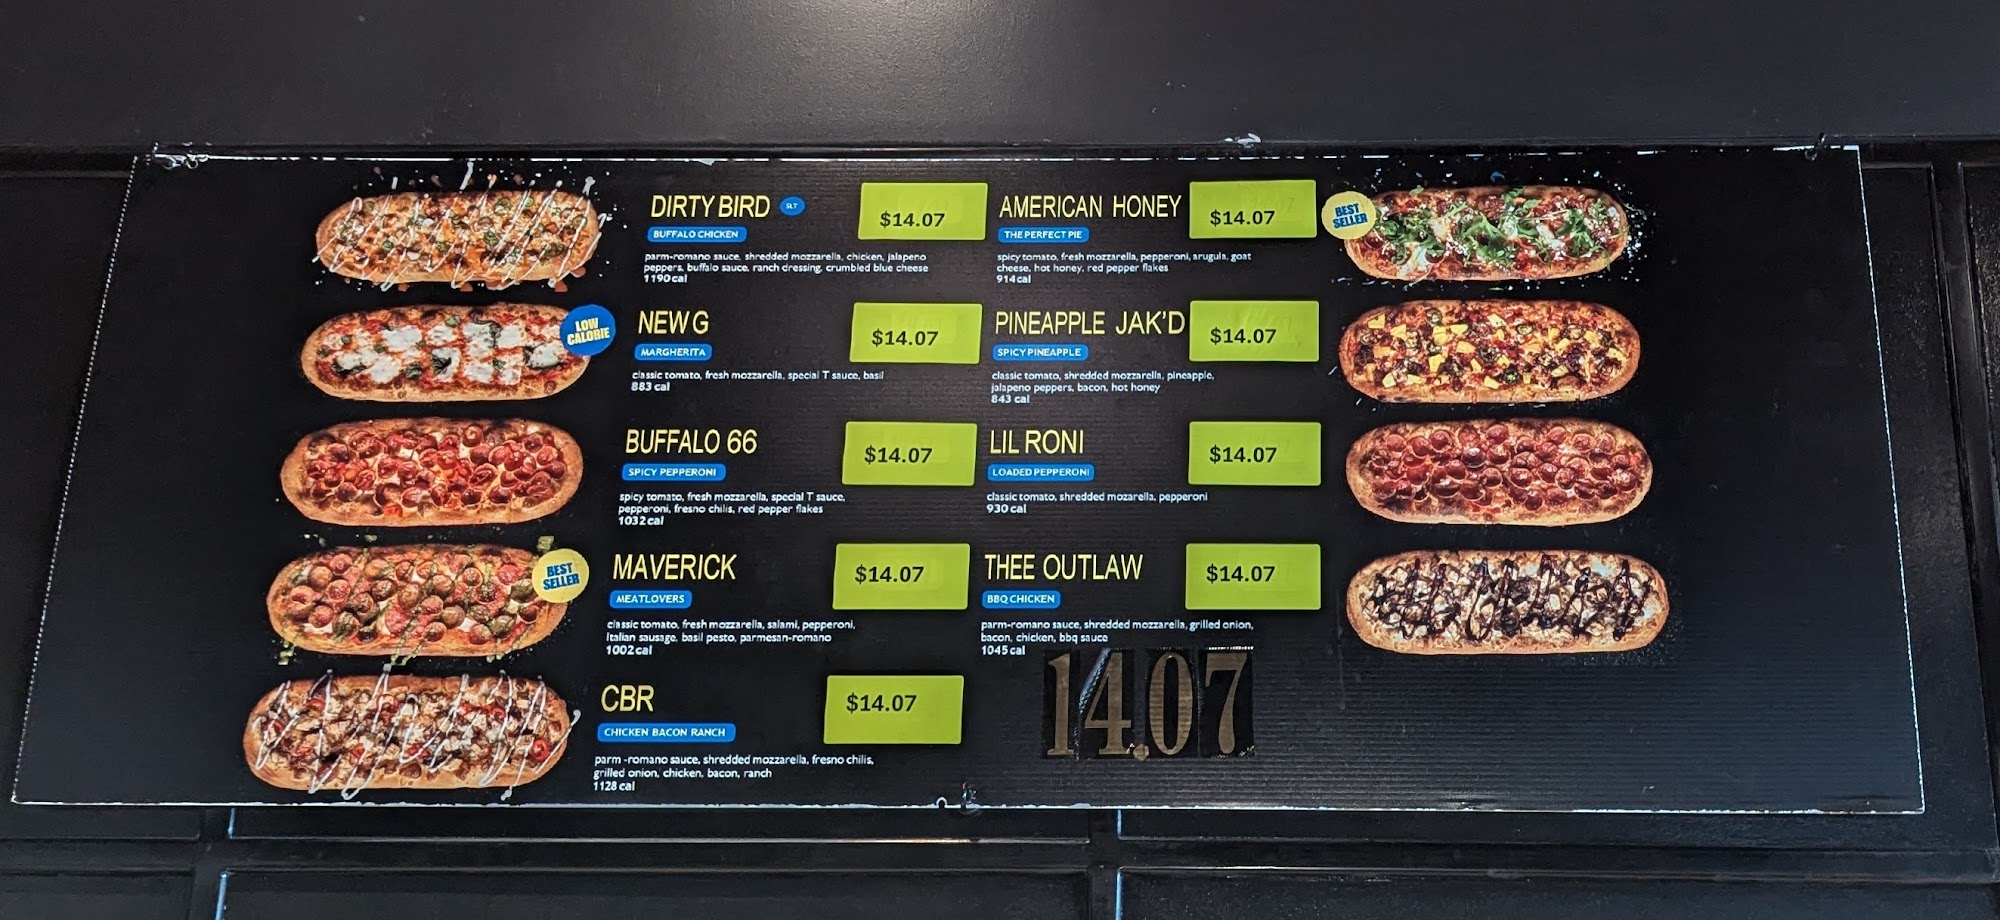 DIRTY BIRD SLT
$14.07
BUFFALO CHICKEN
parm-romano sauce, shredded mozzarella, chicken, jalapeno
peppers, buffalo sauce, ranch dressing, crumbled blue cheese
1190 cal
LOW
CALORIE
NEW G
$14.07
MARGHERITA
classic tomato, fresh mozzarella, special T sauce, basil
883 cal
BUFFALO 66
$14.07
SPICY PEPPERONI
spicy tomato, fresh mozzarella, special T sauce,
pepperoni, fresno chilis, red pepper flakes
1032 cal
BEST
SELLER
MAVERICK
$14.07
MEATLOVERS
classic tomato, fresh mozzarella, salami, pepperoni,
Italian sausage, basil pesto, parmesan-romano
1002 cal
CBR
$14.07
CHICKEN BACON RANCH
parm -romano sauce, shredded mozzarella, fresno chilis,
grilled onion, chicken, bacon, ranch
1128 cal
AMERICAN HONEY
$14.07
BEST
SELLER
THE PERFECT PIE
spicy tomato, fresh mozzarella, pepperoni, arugula, goat
cheese, hot honey, red pepper flakes
914 cal
PINEAPPLE JAK'D
$14.07
SPICY PINEAPPLE
classic tomato, shredded mozzarella, pineapple,
jalapeno peppers, bacon, hot honey
843 cal
LIL RONI
$14.07
LOADED PEPPERONI
classic tomato, shredded mozarella, pepperoni
930 cal
THEE OUTLAW
$14.07
BBQ CHICKEN
parm-romano sauce, shredded mozzarella, grilled onion,
bacon, chicken, bbq sauce
1045 cal
14.07